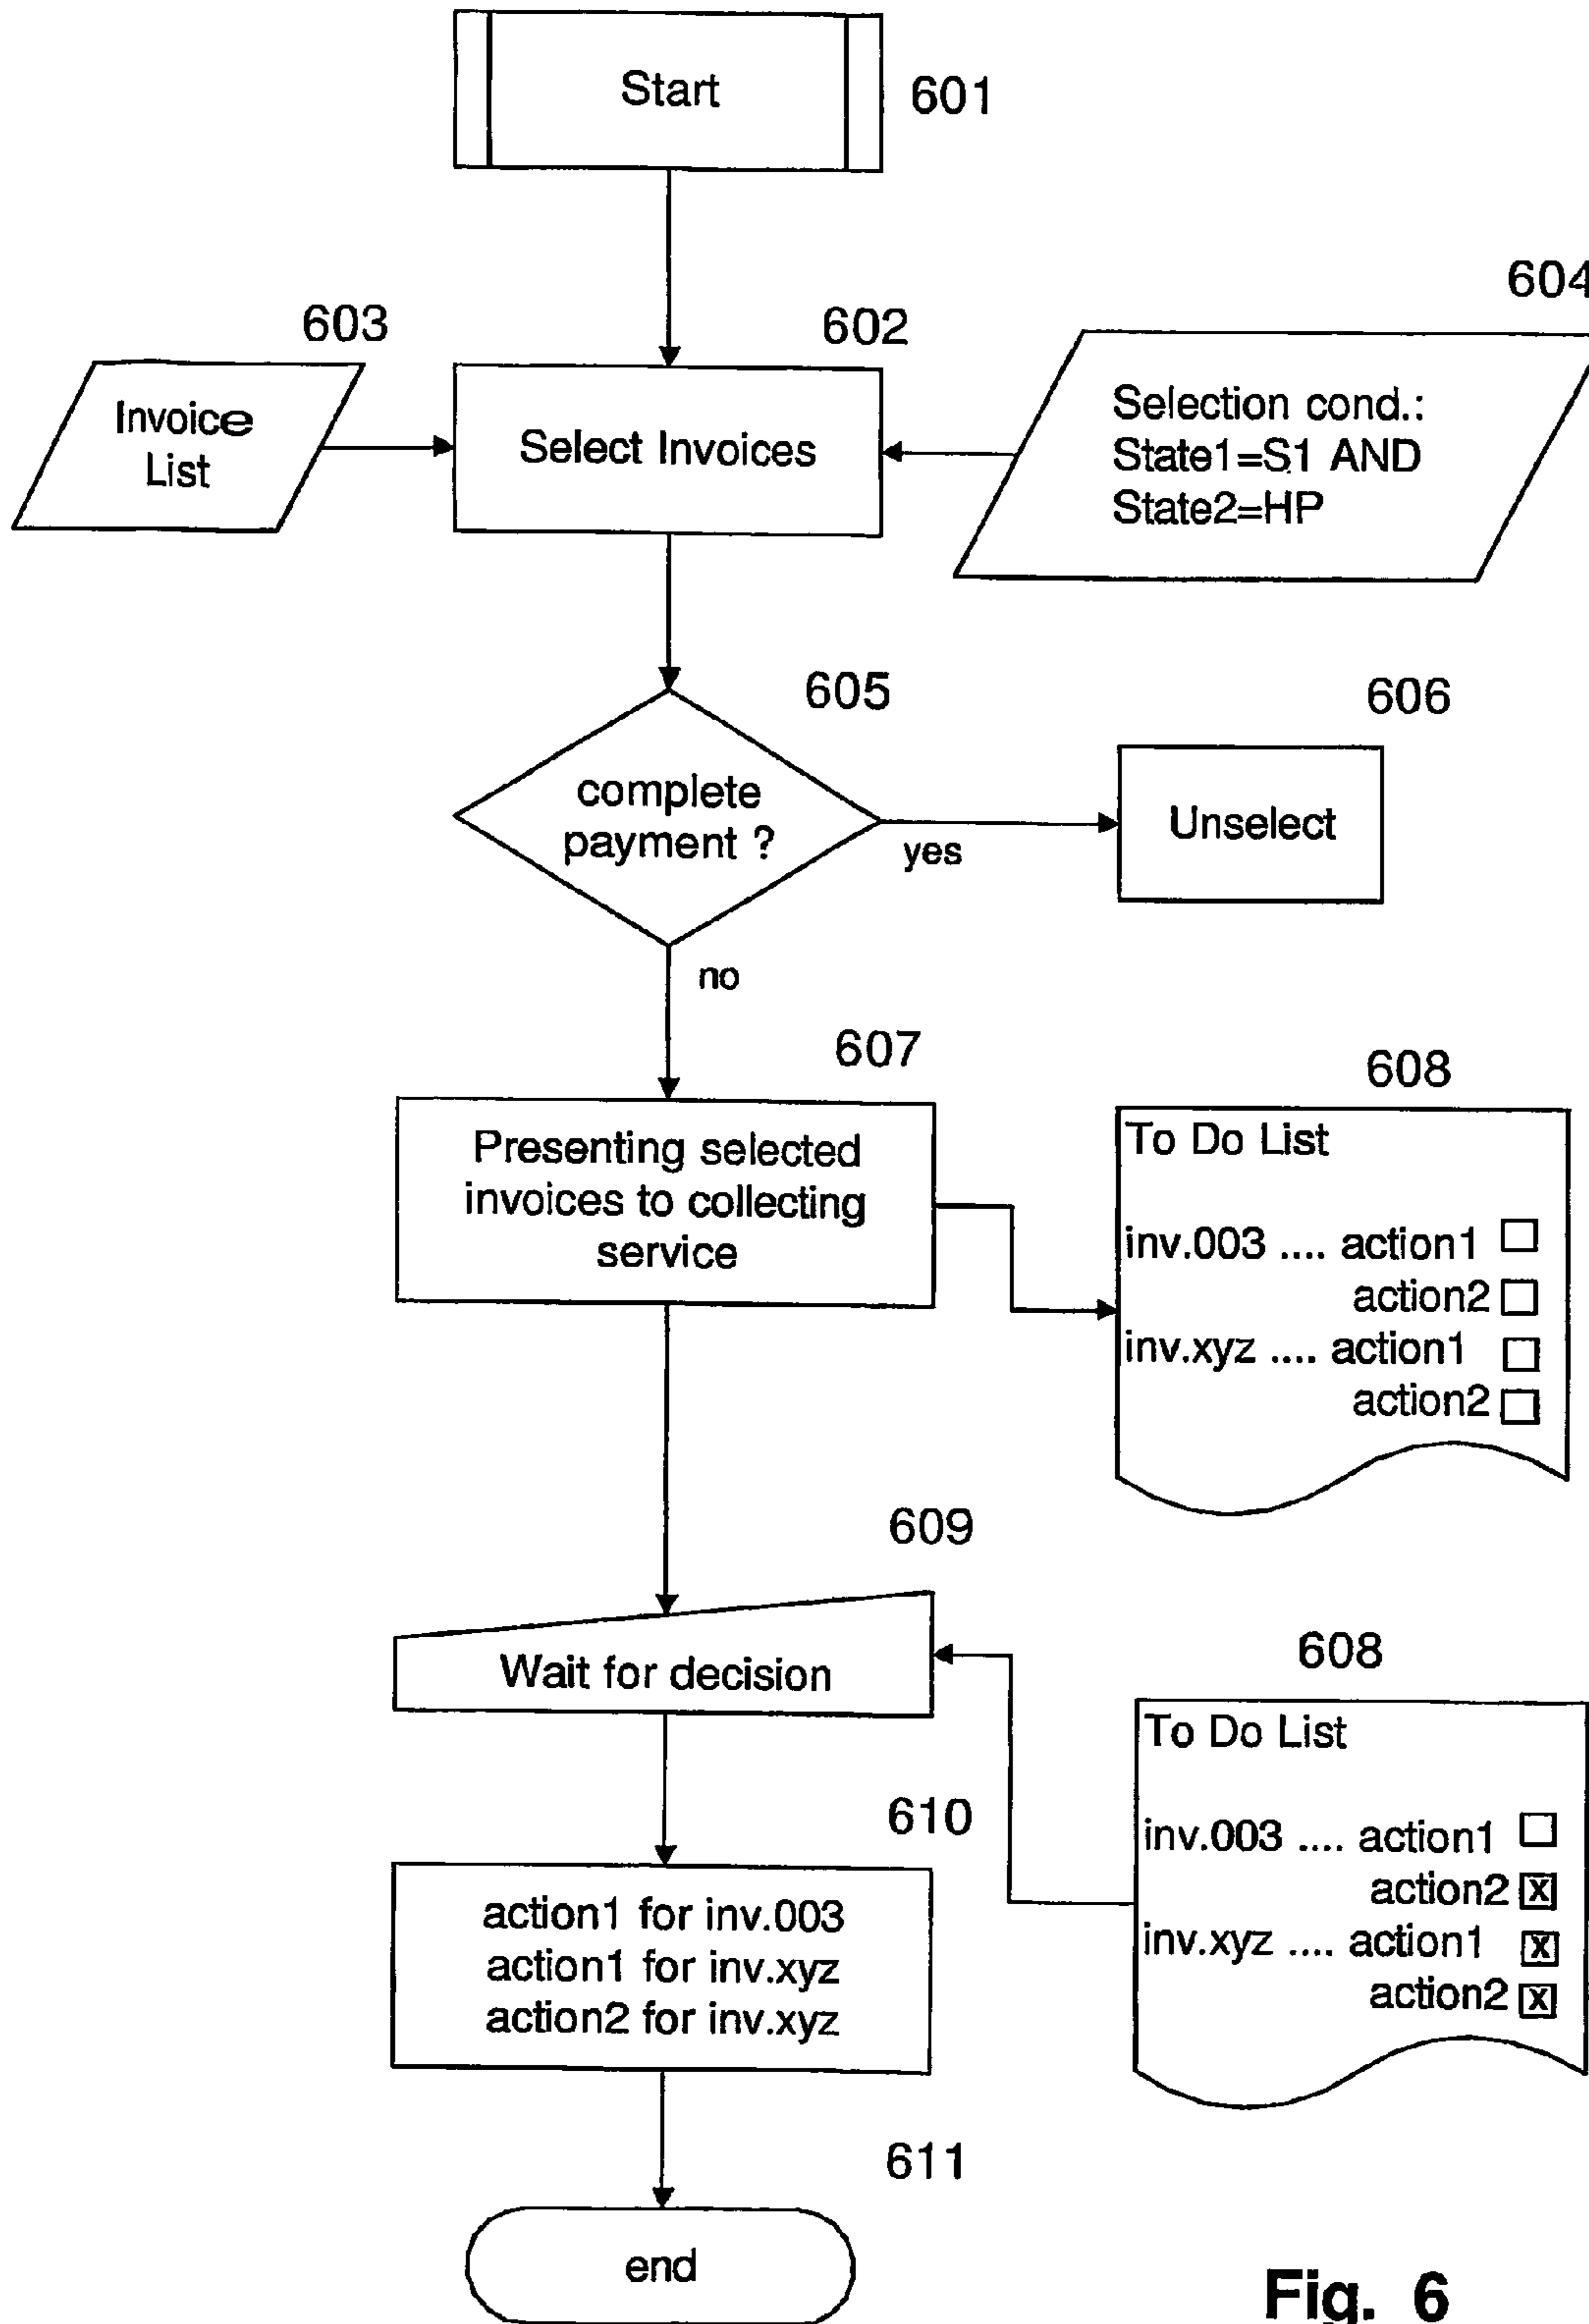 Start
601
604
603
602
Invoice
List
Select Invoices
Selection cond.:
State1=S1 AND
State2=HP
605
606
complete
payment ?
yes
Unselect
no
607
608
Presenting selected
invoices to collecting
service
To Do List
inv.003 .... action1
action2
inv.xyz .... action1
action2
609
Wait for decision
608
To Do List
inv.003 .... action1
action2 X
inv.xyz .... action1 X
action2 X
610
action1 for inv.003
action1 for inv.xyz
action2 for inv.xyz
611
end
Fig. 6